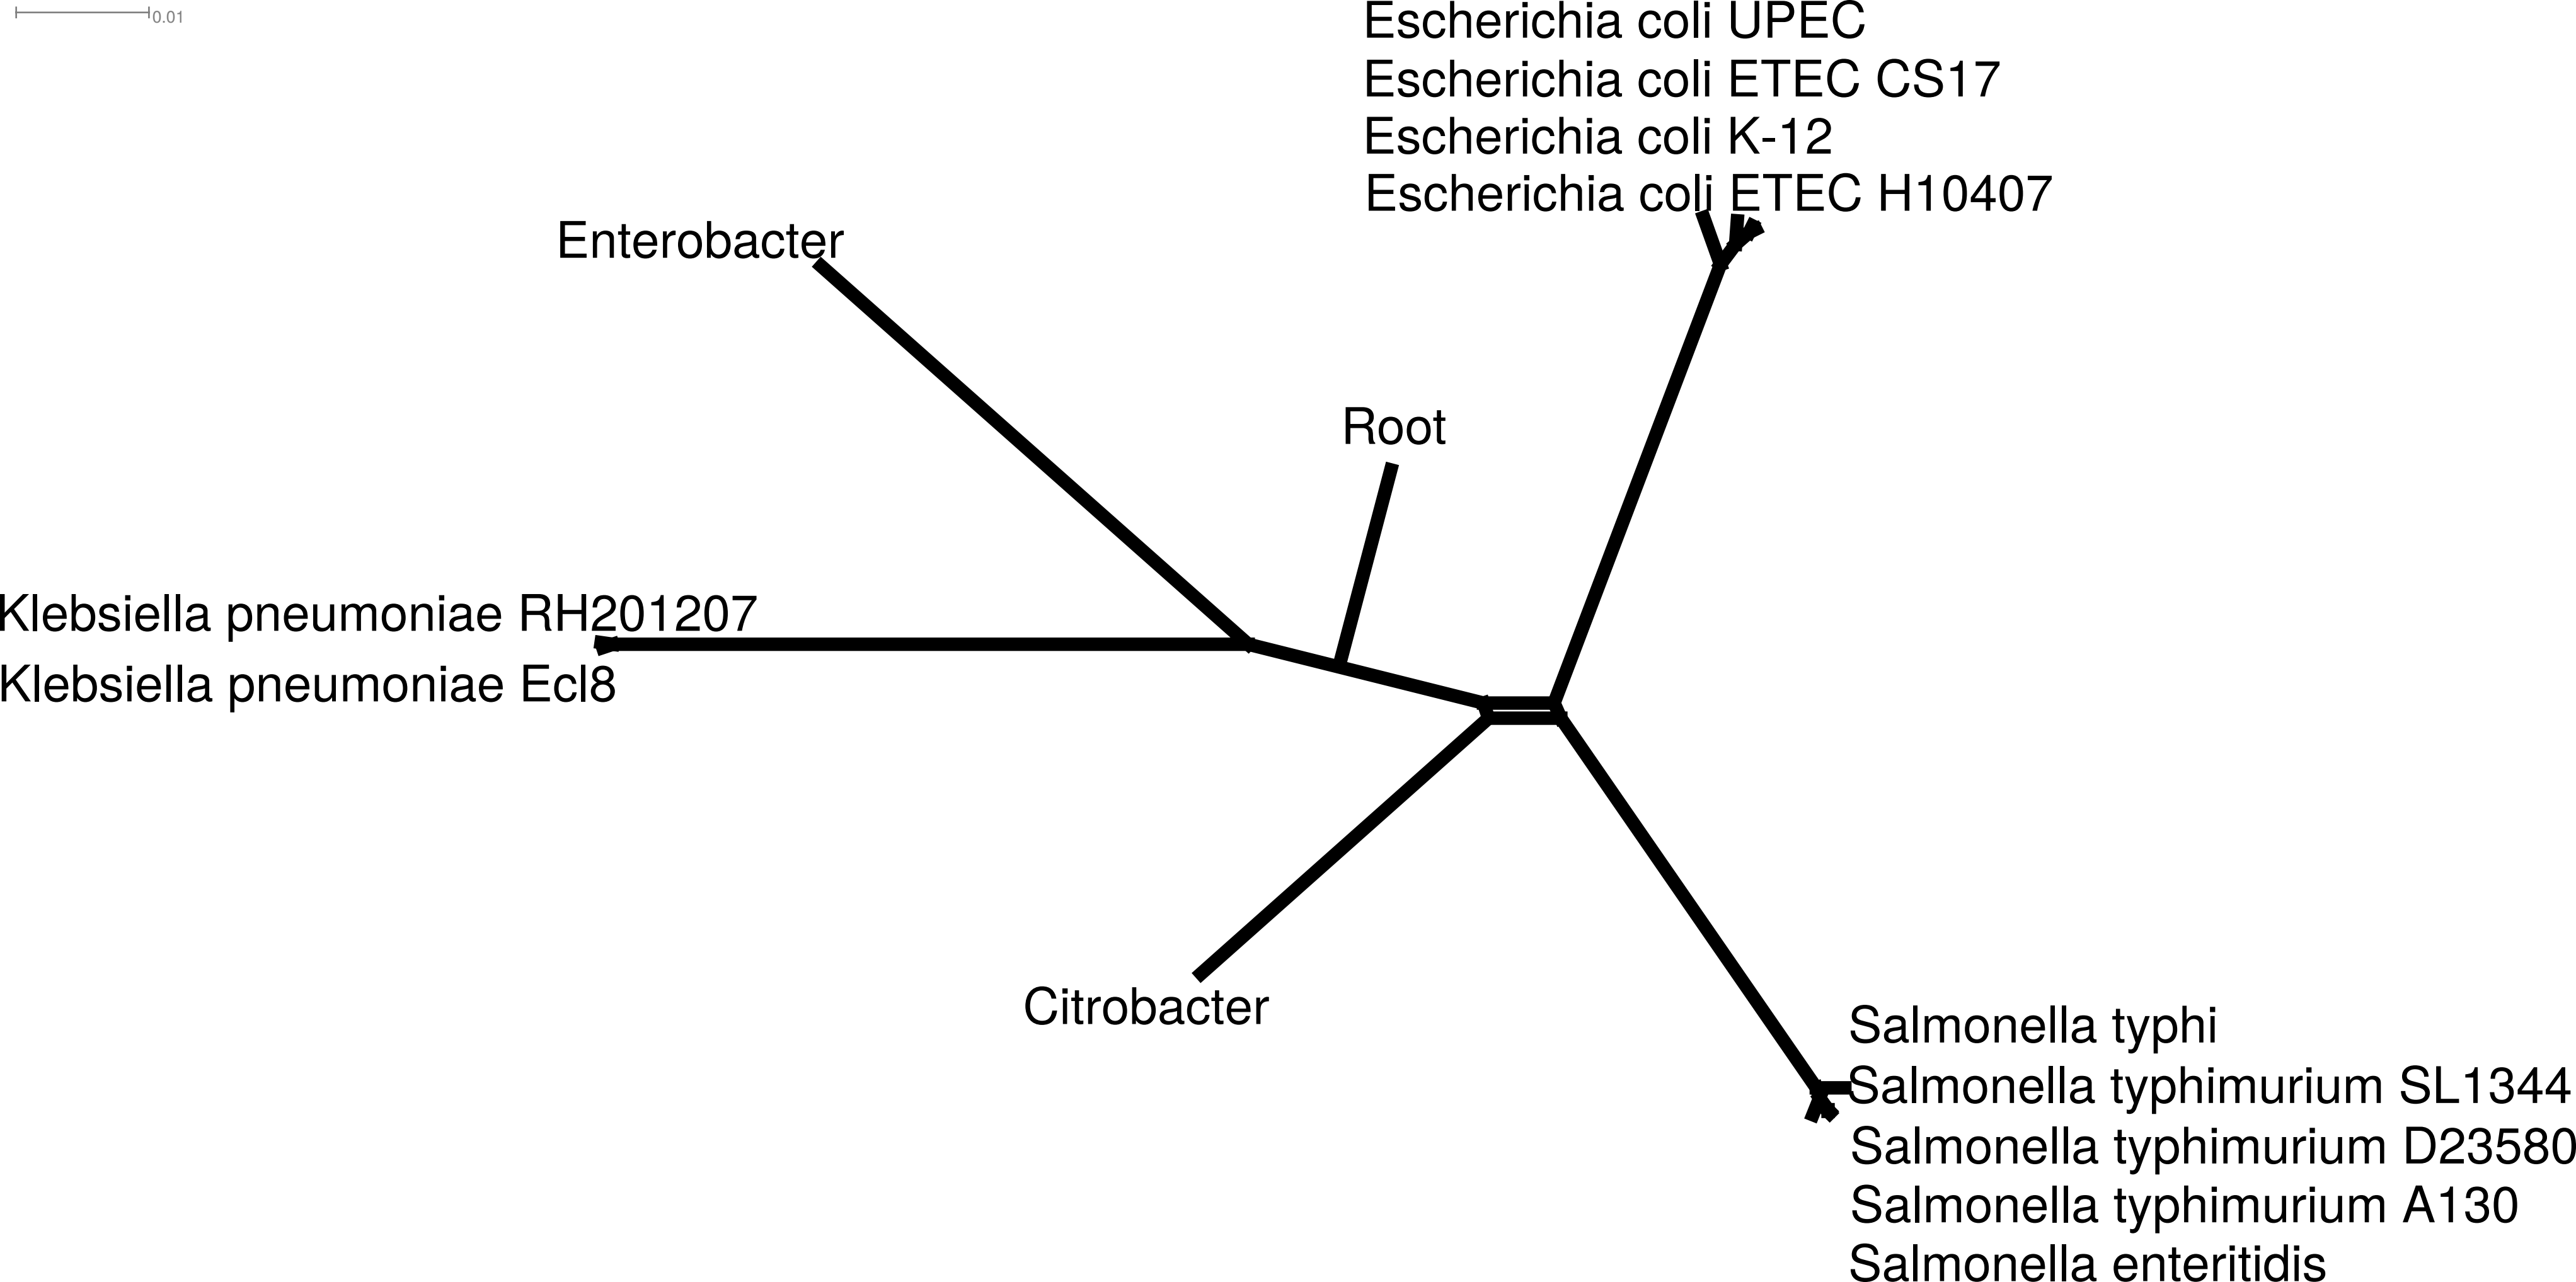 0.01
Escherichia coli UPEC
Escherichia coli ETEC CS17
Escherichia coli K-12
Escherichia coli ETEC H10407
Enterobacter
Root
Klebsiella pneumoniae RH201207
Klebsiella pneumoniae Ecl8
Citrobacter
Salmonella typhi
Salmonella typhimurium SL1344
Salmonella typhimurium D23580
Salmonella typhimurium A130
Salmonella enteritidis